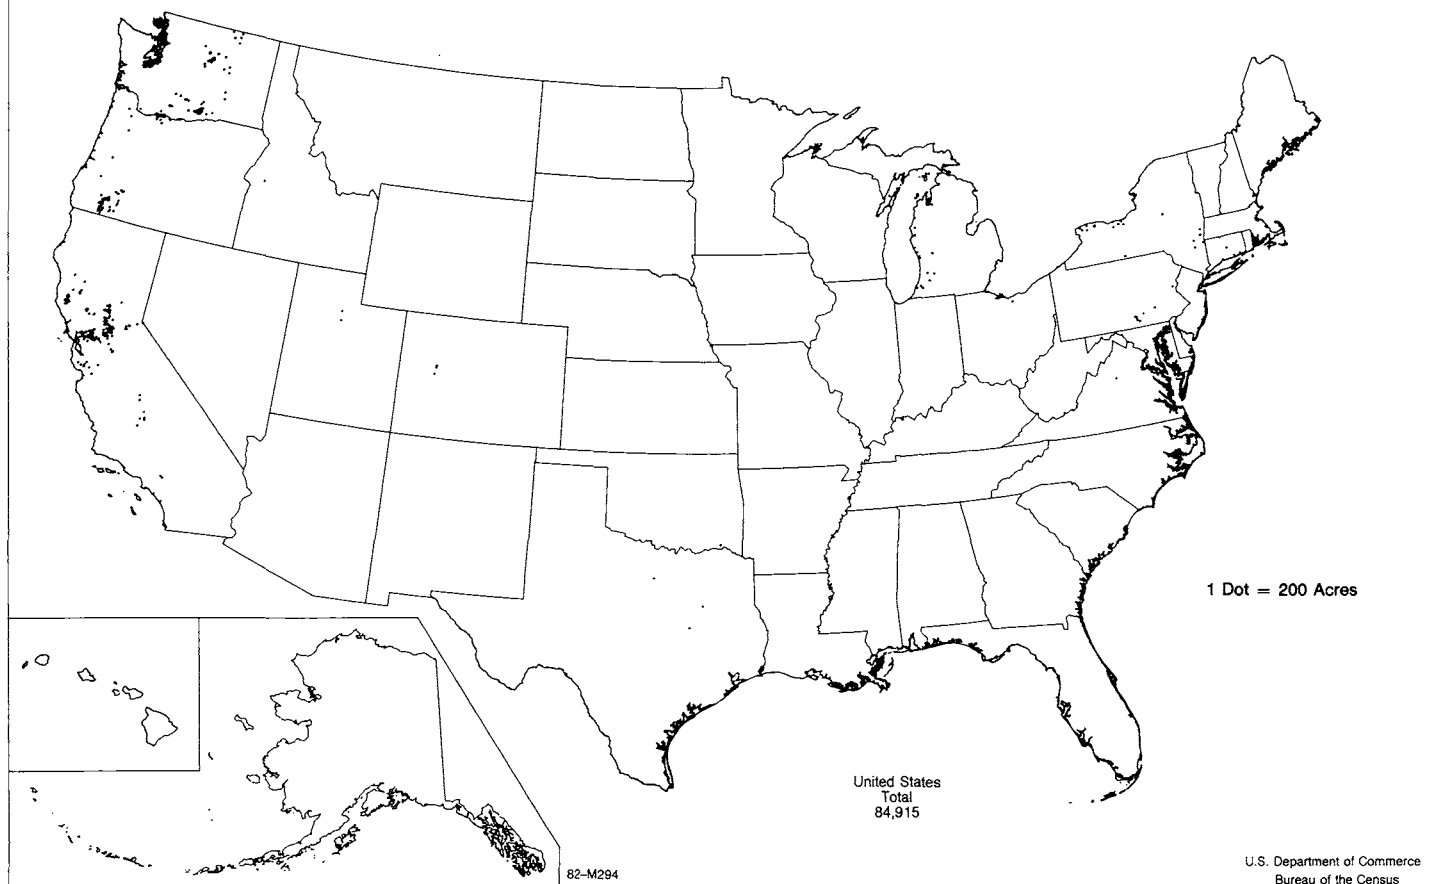 1 Dot = 200 Acres
United States
Total
84,915
82–M294
U.S. Department of Commerce
Bureau of the Census